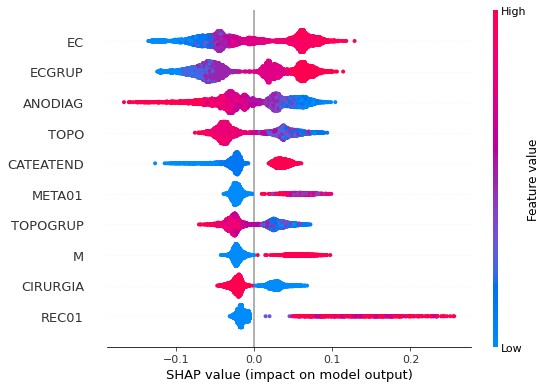 High
EC
ECGRUP
ANODIAG
TOPO
CATEATEND
META01
TOPOGRUP
M
CIRURGIA
REC01
Feature value
Low
−0.1 0.0 0.1 0.2
SHAP value (impact on model output)